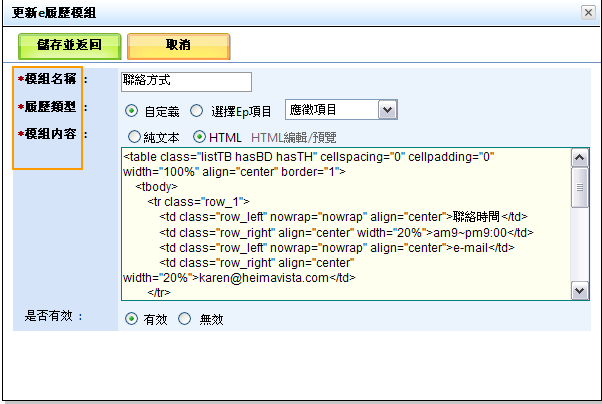 更新e履歷模組
儲存並返回 取消
*模組名稱： 聯絡方式
*履歷類型： 自定義 選擇Ep項目 應徵項目
*模組內容： 純文本 HTML HTML編輯/預覽
<table class="listTB hasBD hasTH" cellspacing="0" cellpadding="0"
width="100%" align="center" border="1">
<tbody>
<tr class="row_1">
<td class="row_left" nowrap="nowrap" align="center">聯絡時間</td>
<td class="row_right" align="center" width="20%">am9~pm9:00</td>
<td class="row_left" nowrap="nowrap" align="center">e-mail</td>
<td class="row_right" align="center"
width="20%">karen@heimavista.com</td>
</tr>
是否有效： 有效 無效